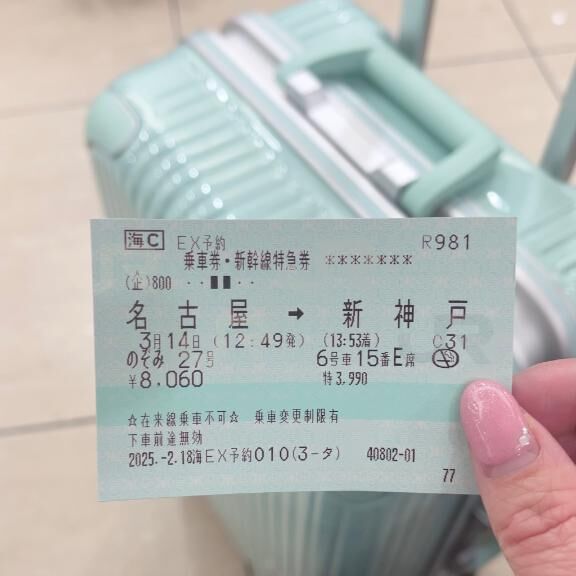 海C EX予約 R981
乗車券・新幹線特急券 *******
(企)800 ・・▮▮・・
名古屋 → 新神戸
3月14日 (12:49発) (13:53着) C31
のぞみ 27号 6号車 15番E席
¥8,060 特3,990
☆在来線乗車不可☆ 乗車変更制限有
下車前途無効
2025.-2.18海EX予約010(3-タ) 40802-01
77